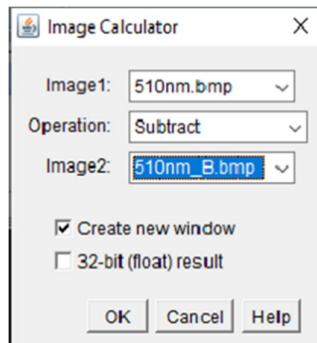 Image Calculator
Image1: 510nm.bmp
Operation: Subtract
Image2: 510nm_B.bmp
Create new window
32-bit (float) result
OK Cancel Help